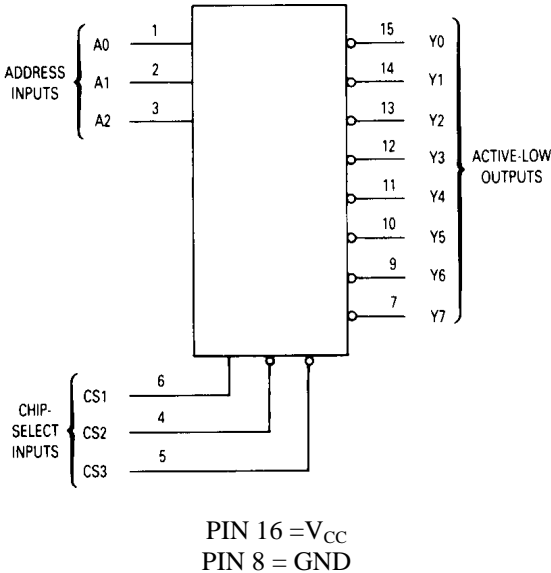 ADDRESS
INPUTS
A0 1
A1 2
A2 3
15 Y0
14 Y1
13 Y2
12 Y3
11 Y4
10 Y5
9 Y6
7 Y7
ACTIVE-LOW
OUTPUTS
CHIP-
SELECT
INPUTS
CS1 6
CS2 4
CS3 5
PIN 16 =VCC
PIN 8 = GND